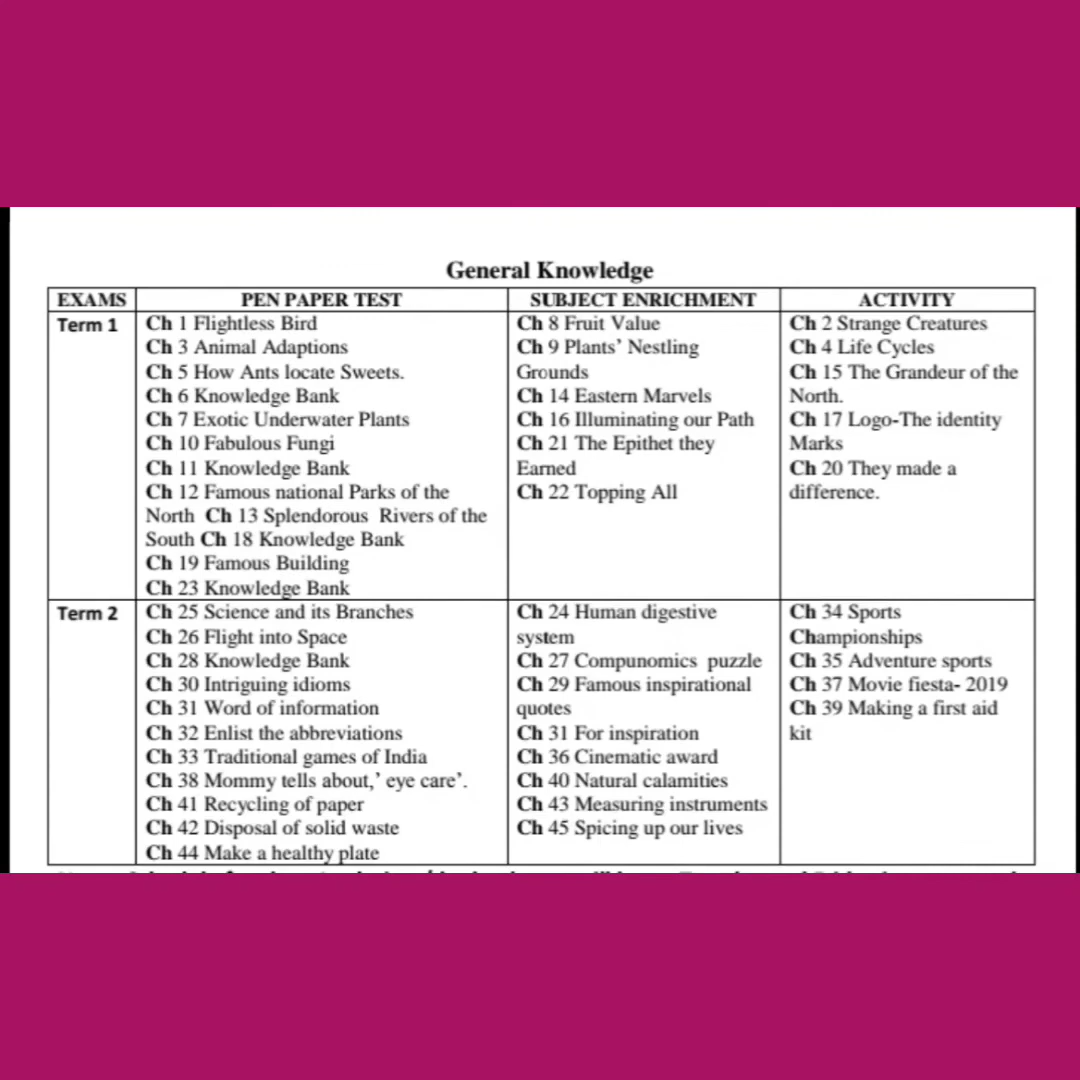 General Knowledge
EXAMS PEN PAPER TEST SUBJECT ENRICHMENT ACTIVITY
Term 1
Ch 1 Flightless Bird
Ch 3 Animal Adaptions
Ch 5 How Ants locate Sweets.
Ch 6 Knowledge Bank
Ch 7 Exotic Underwater Plants
Ch 10 Fabulous Fungi
Ch 11 Knowledge Bank
Ch 12 Famous national Parks of the
North Ch 13 Splendorous Rivers of the
South Ch 18 Knowledge Bank
Ch 19 Famous Building
Ch 23 Knowledge Bank
Ch 8 Fruit Value
Ch 9 Plants’ Nestling
Grounds
Ch 14 Eastern Marvels
Ch 16 Illuminating our Path
Ch 21 The Epithet they
Earned
Ch 22 Topping All
Ch 2 Strange Creatures
Ch 4 Life Cycles
Ch 15 The Grandeur of the
North.
Ch 17 Logo-The identity
Marks
Ch 20 They made a
difference.
Term 2
Ch 25 Science and its Branches
Ch 26 Flight into Space
Ch 28 Knowledge Bank
Ch 30 Intriguing idioms
Ch 31 Word of information
Ch 32 Enlist the abbreviations
Ch 33 Traditional games of India
Ch 38 Mommy tells about,’ eye care’.
Ch 41 Recycling of paper
Ch 42 Disposal of solid waste
Ch 44 Make a healthy plate
Ch 24 Human digestive
system
Ch 27 Compunomics puzzle
Ch 29 Famous inspirational
quotes
Ch 31 For inspiration
Ch 36 Cinematic award
Ch 40 Natural calamities
Ch 43 Measuring instruments
Ch 45 Spicing up our lives
Ch 34 Sports
Championships
Ch 35 Adventure sports
Ch 37 Movie fiesta- 2019
Ch 39 Making a first aid
kit